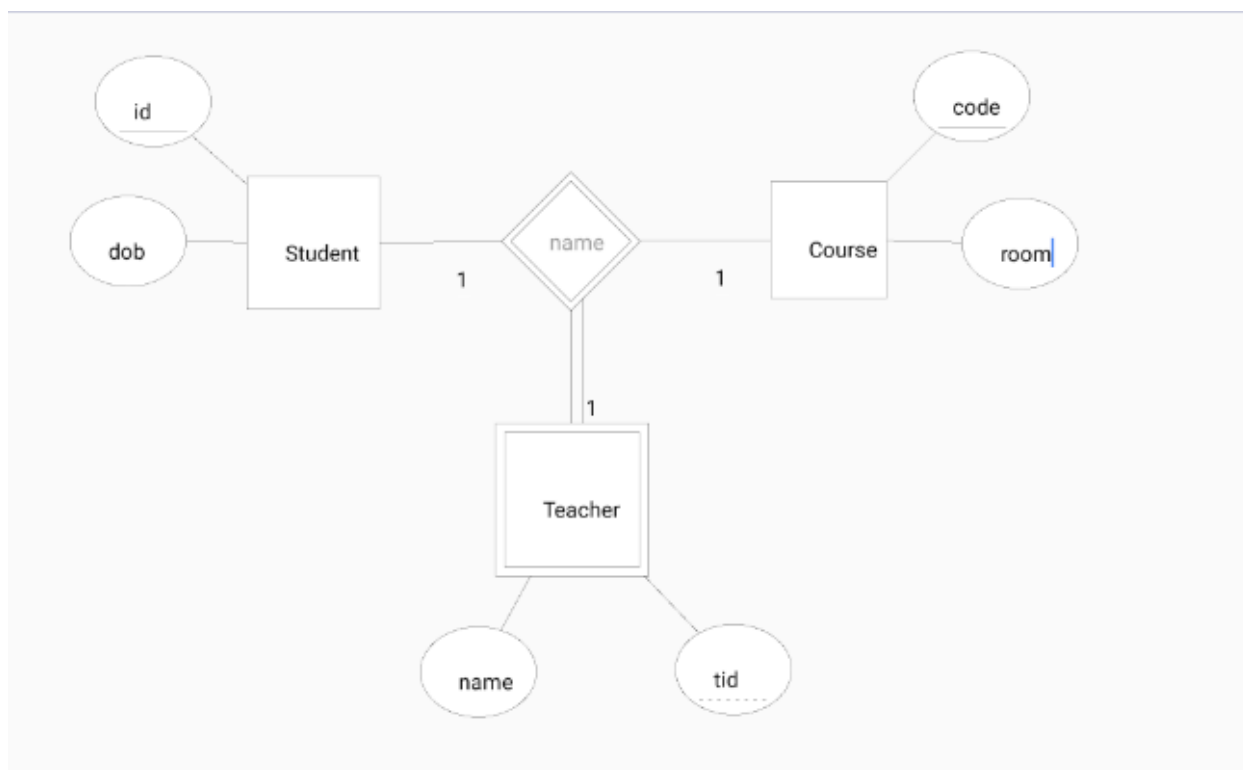 id
code
dob
Student
name
Course
room
1
1
1
Teacher
name
tid